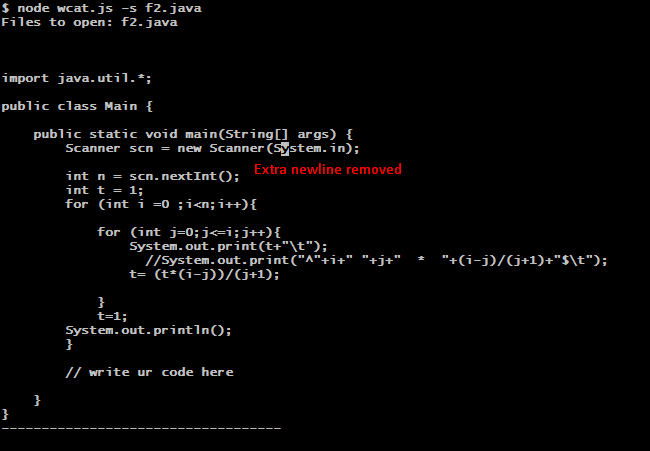 $ node wcat.js -s f2.java
Files to open: f2.java
import java.util.*;
public class Main {
public static void main(String[] args) {
Scanner scn = new Scanner(System.in);
int n = scn.nextInt();
Extra newline removed
int t = 1;
for (int i =0 ;i<n;i++){
for (int j=0;j<=i;j++){
System.out.print(t+"\t");
//System.out.print("^"+i+" "+j+"  *  "+(i-j)/(j+1)+"$\t");
t= (t*(i-j))/(j+1);
}
t=1;
System.out.println();
}
// write ur code here
}
}
-----------------------------------